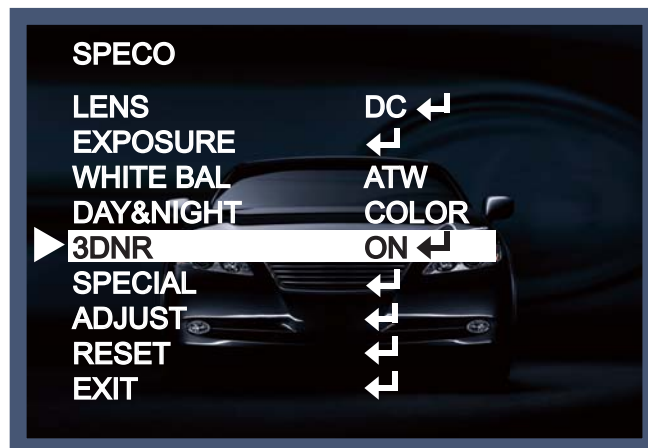 SPECO
LENS DC ↵
EXPOSURE ↵
WHITE BAL ATW
DAY&NIGHT COLOR
3DNR ON ↵
SPECIAL ↵
ADJUST ↵
RESET ↵
EXIT ↵